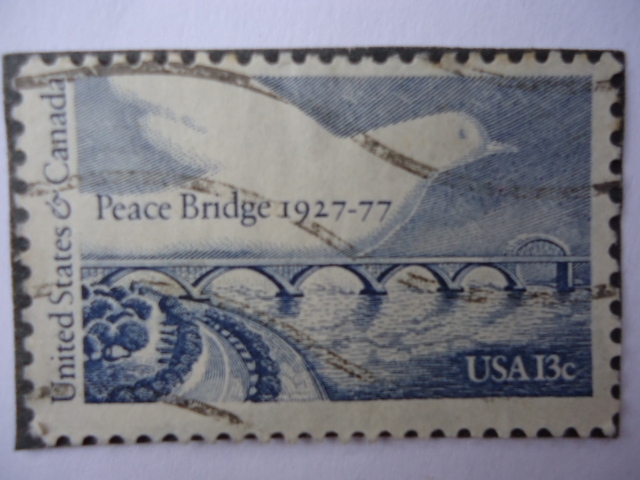 United States & Canada
Peace Bridge 1927-77
USA 13c